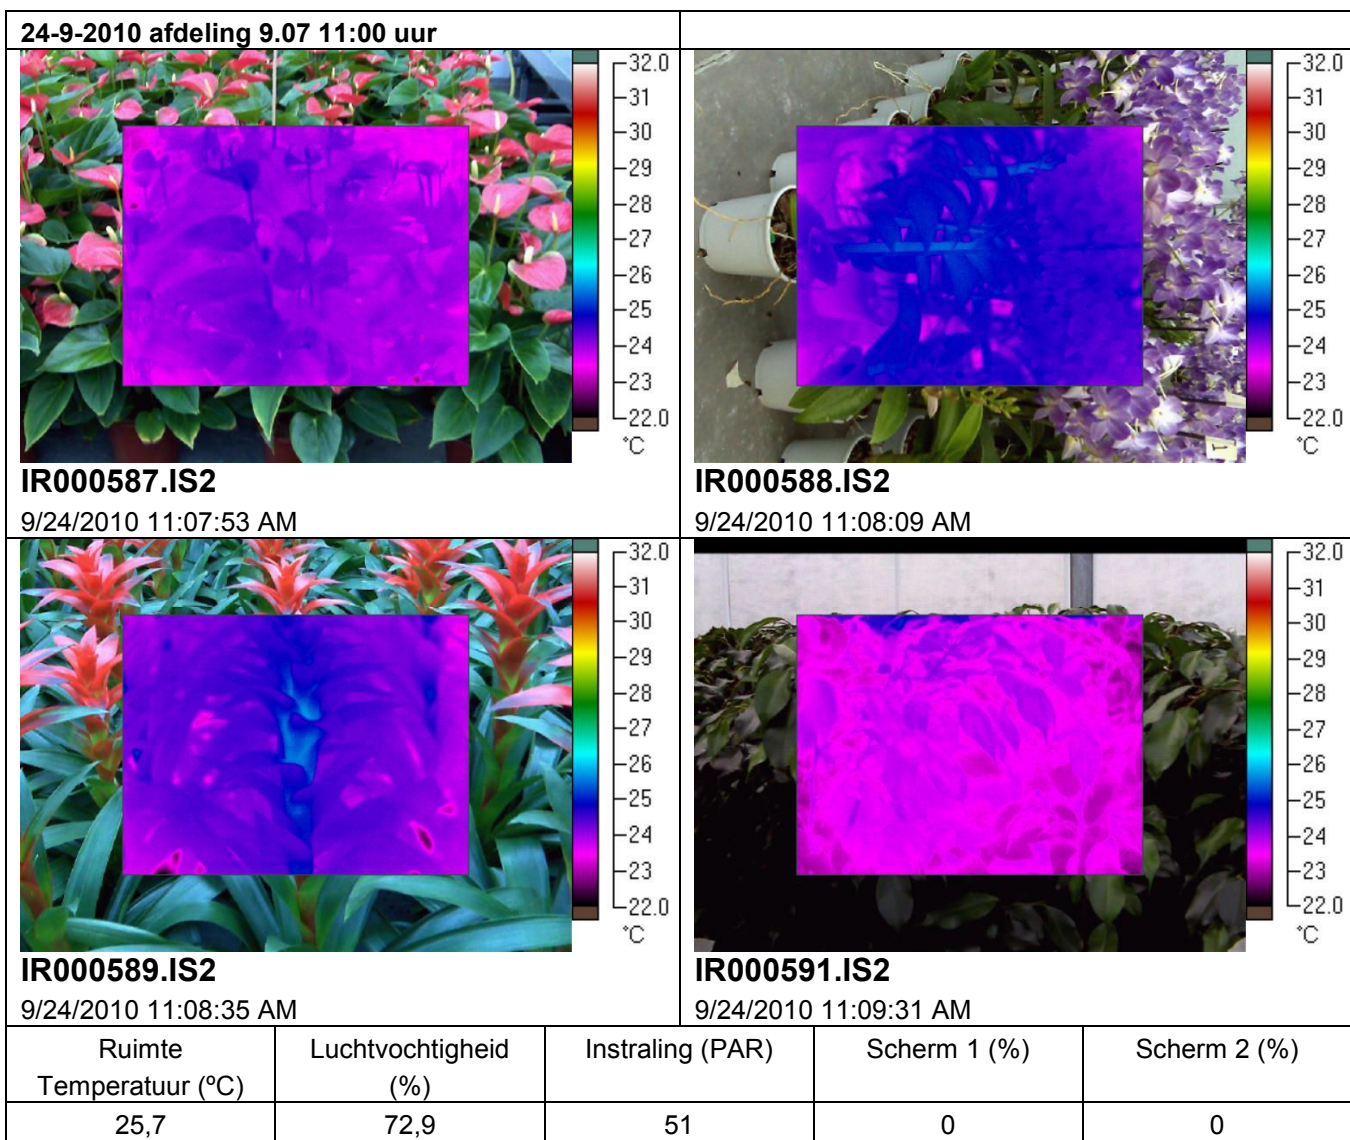 24-9-2010 afdeling 9.07 11:00 uur
32.0
31
30
29
28
27
26
25
24
23
22.0
°C
IR000587.IS2
9/24/2010 11:07:53 AM
32.0
31
30
29
28
27
26
25
24
23
22.0
°C
IR000588.IS2
9/24/2010 11:08:09 AM
32.0
31
30
29
28
27
26
25
24
23
22.0
°C
IR000589.IS2
9/24/2010 11:08:35 AM
32.0
31
30
29
28
27
26
25
24
23
22.0
°C
IR000591.IS2
9/24/2010 11:09:31 AM
Ruimte
Temperatuur (ºC)
Luchtvochtigheid
(%)
Instraling (PAR)
Scherm 1 (%)
Scherm 2 (%)
25,7
72,9
51
0
0